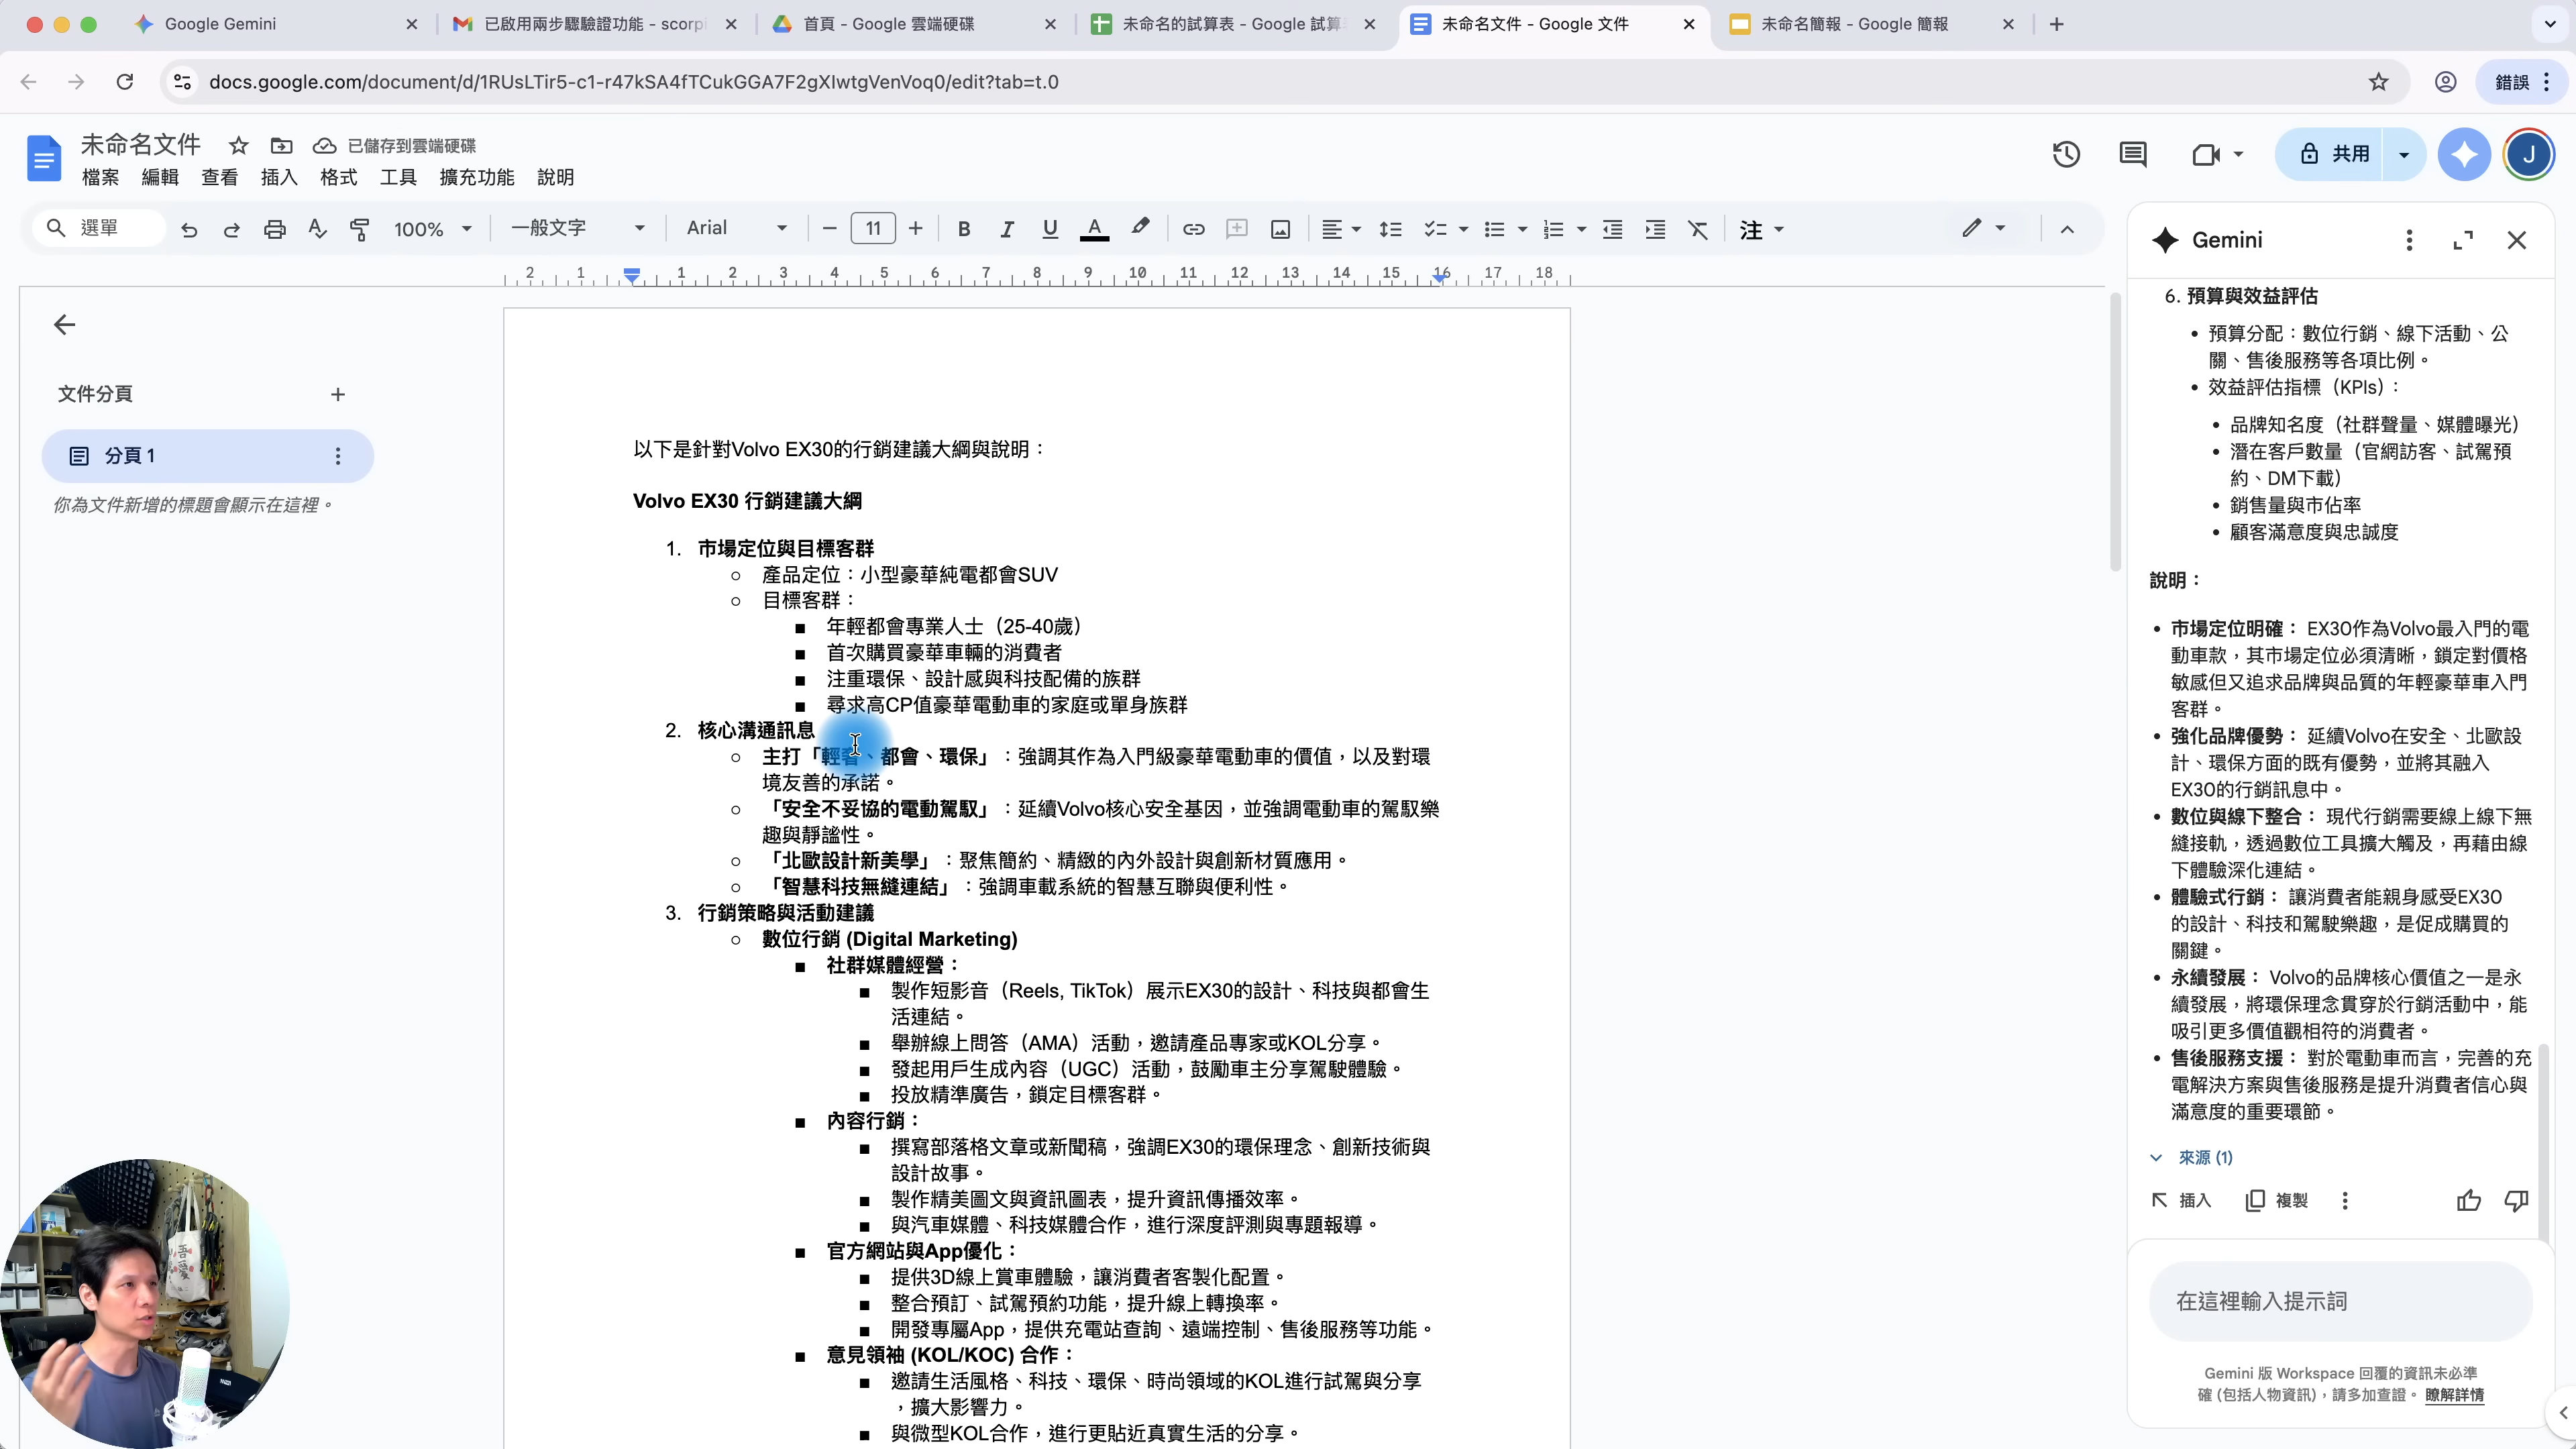 Google Gemini
已啟用兩步驟驗證功能 - scorpi
首頁 - Google 雲端硬碟
未命名的試算表 - Google 試算
未命名文件 - Google 文件
未命名簡報 - Google 簡報
docs.google.com/document/d/1RUsLTir5-c1-r47kSA4fTCukGGA7F2gXIwtgVenVoq0/edit?tab=t.0
錯誤
未命名文件
已儲存到雲端硬碟
檔案 編輯 查看 插入 格式 工具 擴充功能 說明
共用
J
選單
100%
一般文字
Arial
11
注
2 1 1 2 3 4 5 6 7 8 9 10 11 12 13 14 15 16 17 18
文件分頁
分頁 1
你為文件新增的標題會顯示在這裡。
以下是針對Volvo EX30的行銷建議大綱與說明：
Volvo EX30 行銷建議大綱
1. 市場定位與目標客群
產品定位：小型豪華純電都會SUV
目標客群：
年輕都會專業人士（25-40歲）
首次購買豪華車輛的消費者
注重環保、設計感與科技配備的族群
尋求高CP值豪華電動車的家庭或單身族群
2. 核心溝通訊息
主打「輕奢、都會、環保」：強調其作為入門級豪華電動車的價值，以及對環
境友善的承諾。
「安全不妥協的電動駕馭」：延續Volvo核心安全基因，並強調電動車的駕馭樂
趣與靜謐性。
「北歐設計新美學」：聚焦簡約、精緻的內外設計與創新材質應用。
「智慧科技無縫連結」：強調車載系統的智慧互聯與便利性。
3. 行銷策略與活動建議
數位行銷 (Digital Marketing)
社群媒體經營：
製作短影音（Reels, TikTok）展示EX30的設計、科技與都會生
活連結。
舉辦線上問答（AMA）活動，邀請產品專家或KOL分享。
發起用戶生成內容（UGC）活動，鼓勵車主分享駕駛體驗。
投放精準廣告，鎖定目標客群。
內容行銷：
撰寫部落格文章或新聞稿，強調EX30的環保理念、創新技術與
設計故事。
製作精美圖文與資訊圖表，提升資訊傳播效率。
與汽車媒體、科技媒體合作，進行深度評測與專題報導。
官方網站與App優化：
提供3D線上賞車體驗，讓消費者客製化配置。
整合預訂、試駕預約功能，提升線上轉換率。
開發專屬App，提供充電站查詢、遠端控制、售後服務等功能。
意見領袖 (KOL/KOC) 合作：
邀請生活風格、科技、環保、時尚領域的KOL進行試駕與分享
，擴大影響力。
與微型KOL合作，進行更貼近真實生活的分享。
Gemini
6. 預算與效益評估
預算分配：數位行銷、線下活動、公
關、售後服務等各項比例。
效益評估指標（KPIs）：
品牌知名度（社群聲量、媒體曝光）
潛在客戶數量（官網訪客、試駕預
約、DM下載）
銷售量與市佔率
顧客滿意度與忠誠度
說明：
市場定位明確： EX30作為Volvo最入門的電
動車款，其市場定位必須清晰，鎖定對價格
敏感但又追求品牌與品質的年輕豪華車入門
客群。
強化品牌優勢： 延續Volvo在安全、北歐設
計、環保方面的既有優勢，並將其融入
EX30的行銷訊息中。
數位與線下整合： 現代行銷需要線上線下無
縫接軌，透過數位工具擴大觸及，再藉由線
下體驗深化連結。
體驗式行銷： 讓消費者能親身感受EX30
的設計、科技和駕駛樂趣，是促成購買的
關鍵。
永續發展： Volvo的品牌核心價值之一是永
續發展，將環保理念貫穿於行銷活動中，能
吸引更多價值觀相符的消費者。
售後服務支援： 對於電動車而言，完善的充
電解決方案與售後服務是提升消費者信心與
滿意度的重要環節。
來源 (1)
插入 複製
在這裡輸入提示詞
Gemini 版 Workspace 回覆的資訊未必準
確 (包括人物資訊)，請多加查證。 瞭解詳情